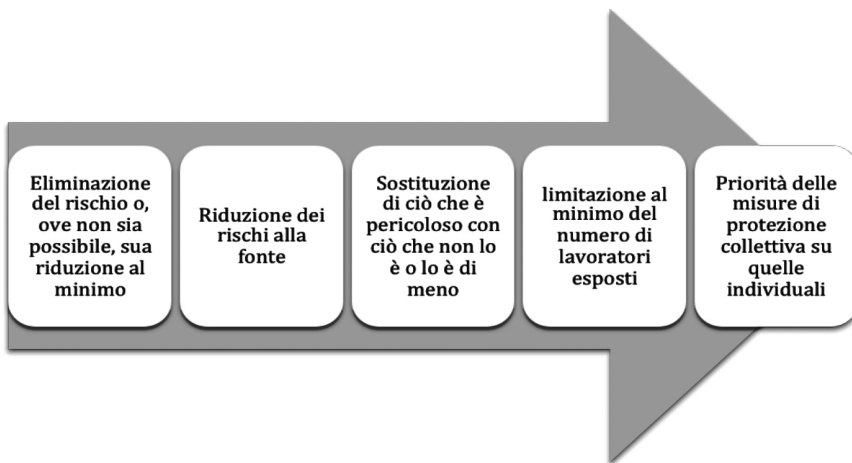 Eliminazione
del rischio o,
ove non sia
possibile, sua
riduzione al
minimo
Riduzione dei
rischi alla
fonte
Sostituzione
di ciò che è
pericoloso con
ciò che non lo
è o lo è di
meno
limitazione al
minimo del
numero di
lavoratori
esposti
Priorità delle
misure di
protezione
collettiva su
quelle
individuali